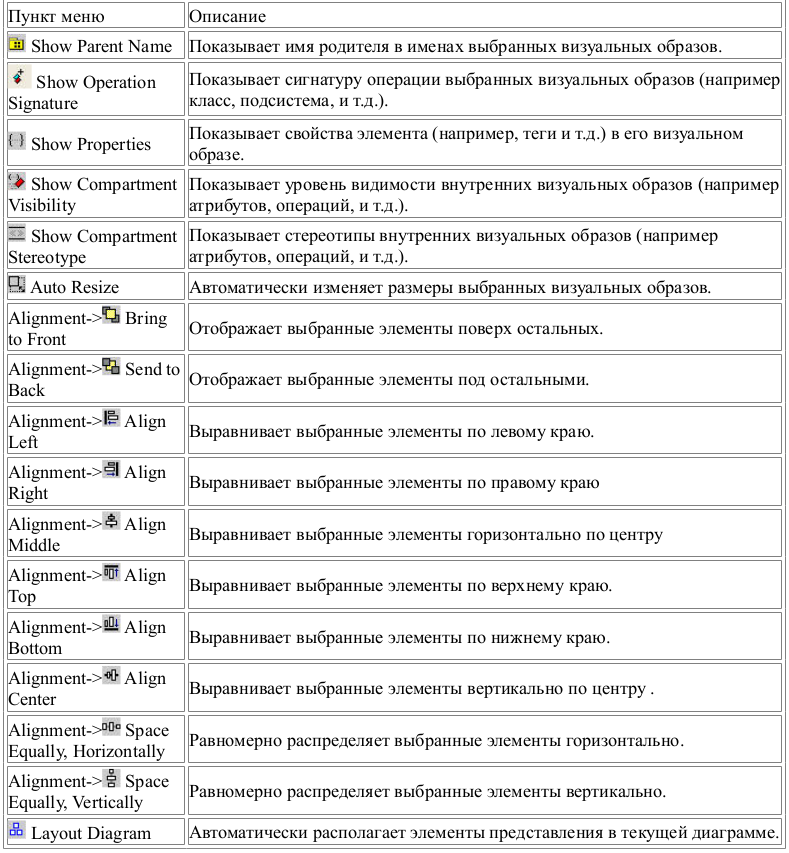 Пункт меню
Описание
Show Parent Name
Показывает имя родителя в именах выбранных визуальных образов.
Show Operation
Signature
Показывает сигнатуру операции выбранных визуальных образов (например
класс, подсистема, и т.д.).
Show Properties
Показывает свойства элемента (например, теги и т.д.) в его визуальном
образе.
Show Compartment
Visibility
Показывает уровень видимости внутренних визуальных образов (например
атрибутов, операций, и т.д.).
Show Compartment
Stereotype
Показывает стереотипы внутренних визуальных образов (например
атрибутов, операций, и т.д.).
Auto Resize
Автоматически изменяет размеры выбранных визуальных образов.
Alignment-> Bring
to Front
Отображает выбранные элементы поверх остальных.
Alignment-> Send to
Back
Отображает выбранные элементы под остальными.
Alignment-> Align
Left
Выравнивает выбранные элементы по левому краю.
Alignment-> Align
Right
Выравнивает выбранные элементы по правому краю
Alignment-> Align
Middle
Выравнивает выбранные элементы горизонтально по центру
Alignment-> Align
Top
Выравнивает выбранные элементы по верхнему краю.
Alignment-> Align
Bottom
Выравнивает выбранные элементы по нижнему краю.
Alignment-> Align
Center
Выравнивает выбранные элементы вертикально по центру .
Alignment-> Space
Equally, Horizontally
Равномерно распределяет выбранные элементы горизонтально.
Alignment-> Space
Equally, Vertically
Равномерно распределяет выбранные элементы вертикально.
Layout Diagram
Автоматически располагает элементы представления в текущей диаграмме.